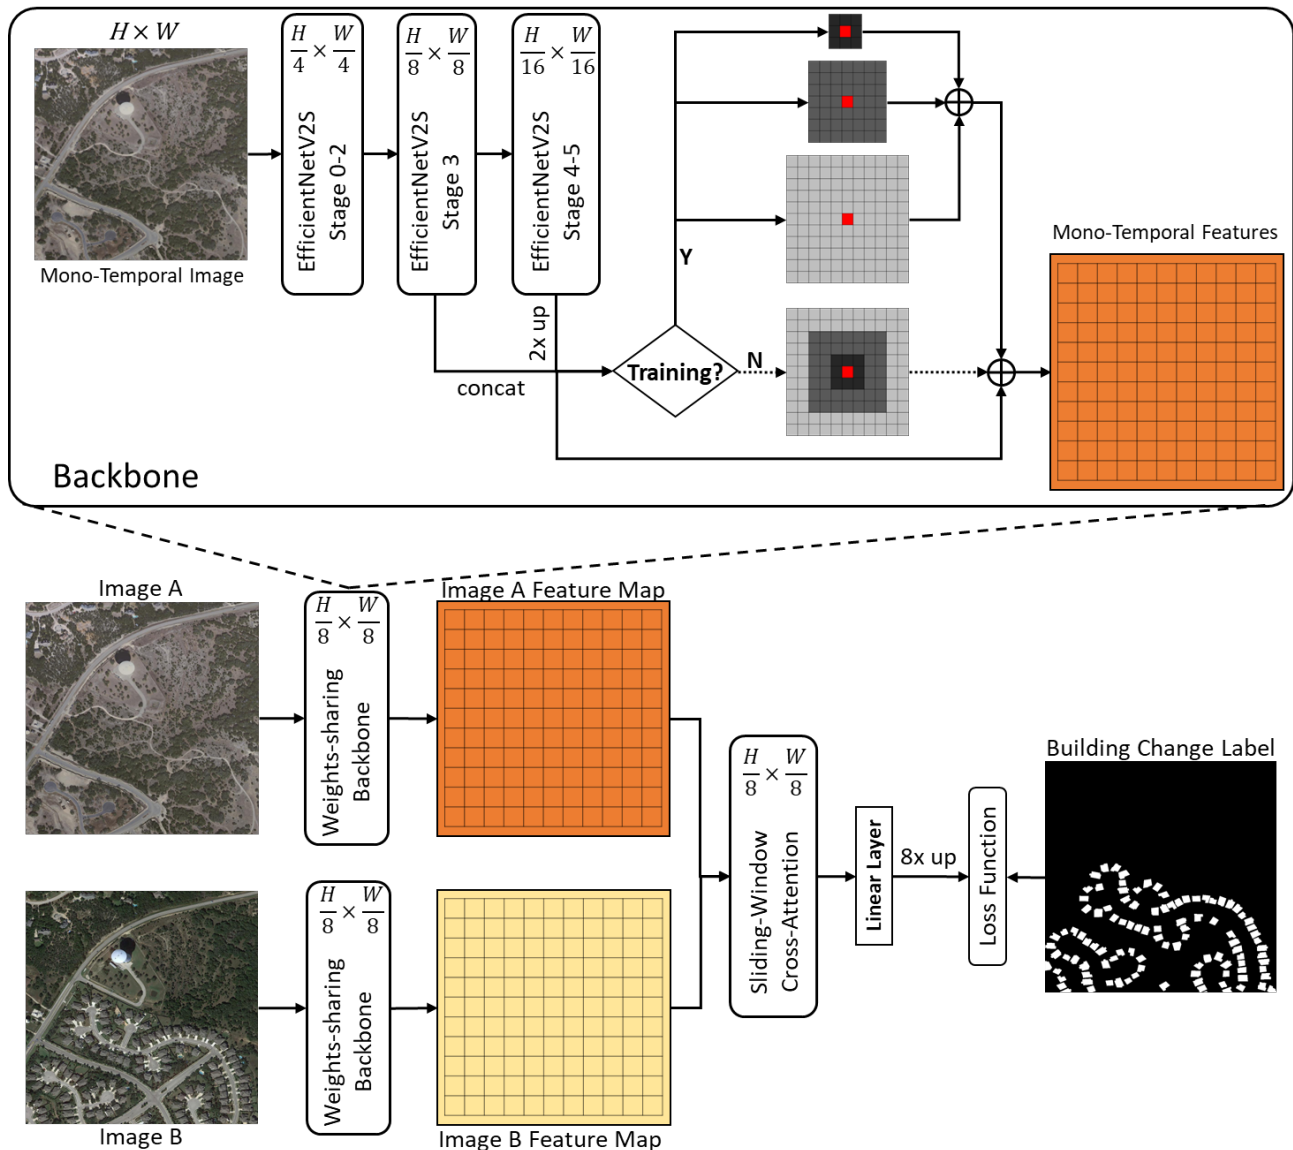 H × W
Mono-Temporal Image
H/4 × W/4
EfficientNetV2S
Stage 0-2
H/8 × W/8
EfficientNetV2S
Stage 3
H/16 × W/16
EfficientNetV2S
Stage 4-5
2x up
concat
Training?
Y
N
Mono-Temporal Features
Backbone
Image A
H/8 × W/8
Weights-sharing
Backbone
Image A Feature Map
Image B
H/8 × W/8
Weights-sharing
Backbone
Image B Feature Map
H/8 × W/8
Sliding-Window
Cross-Attention
Linear Layer
8x up
Loss Function
Building Change Label